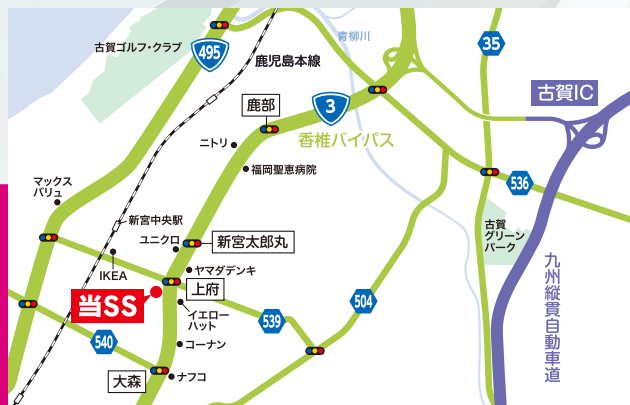 495
古賀ゴルフ・クラブ
鹿児島本線
青柳川
35
鹿部
3
香椎バイパス
古賀IC
ニトリ
福岡聖恵病院
536
マックス
バリュ
新宮中央駅
ユニクロ
新宮太郎丸
古賀
グリーン
パーク
IKEA
ヤマダデンキ
上府
九州縦貫自動車道
当SS
イエロー
ハット
539
504
540
コーナン
大森
ナフコ